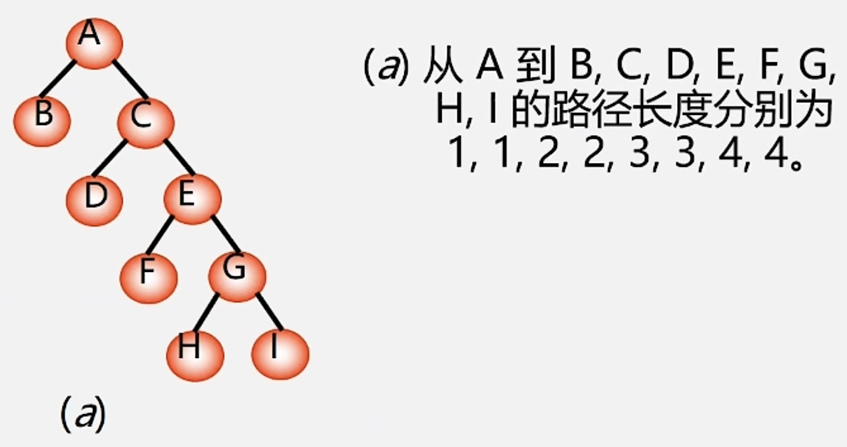 A
(a) 从 A 到 B, C, D, E, F, G,
H, I 的路径长度分别为
1, 1, 2, 2, 3, 3, 4, 4。
B
C
D
E
F
G
H
I
(a)